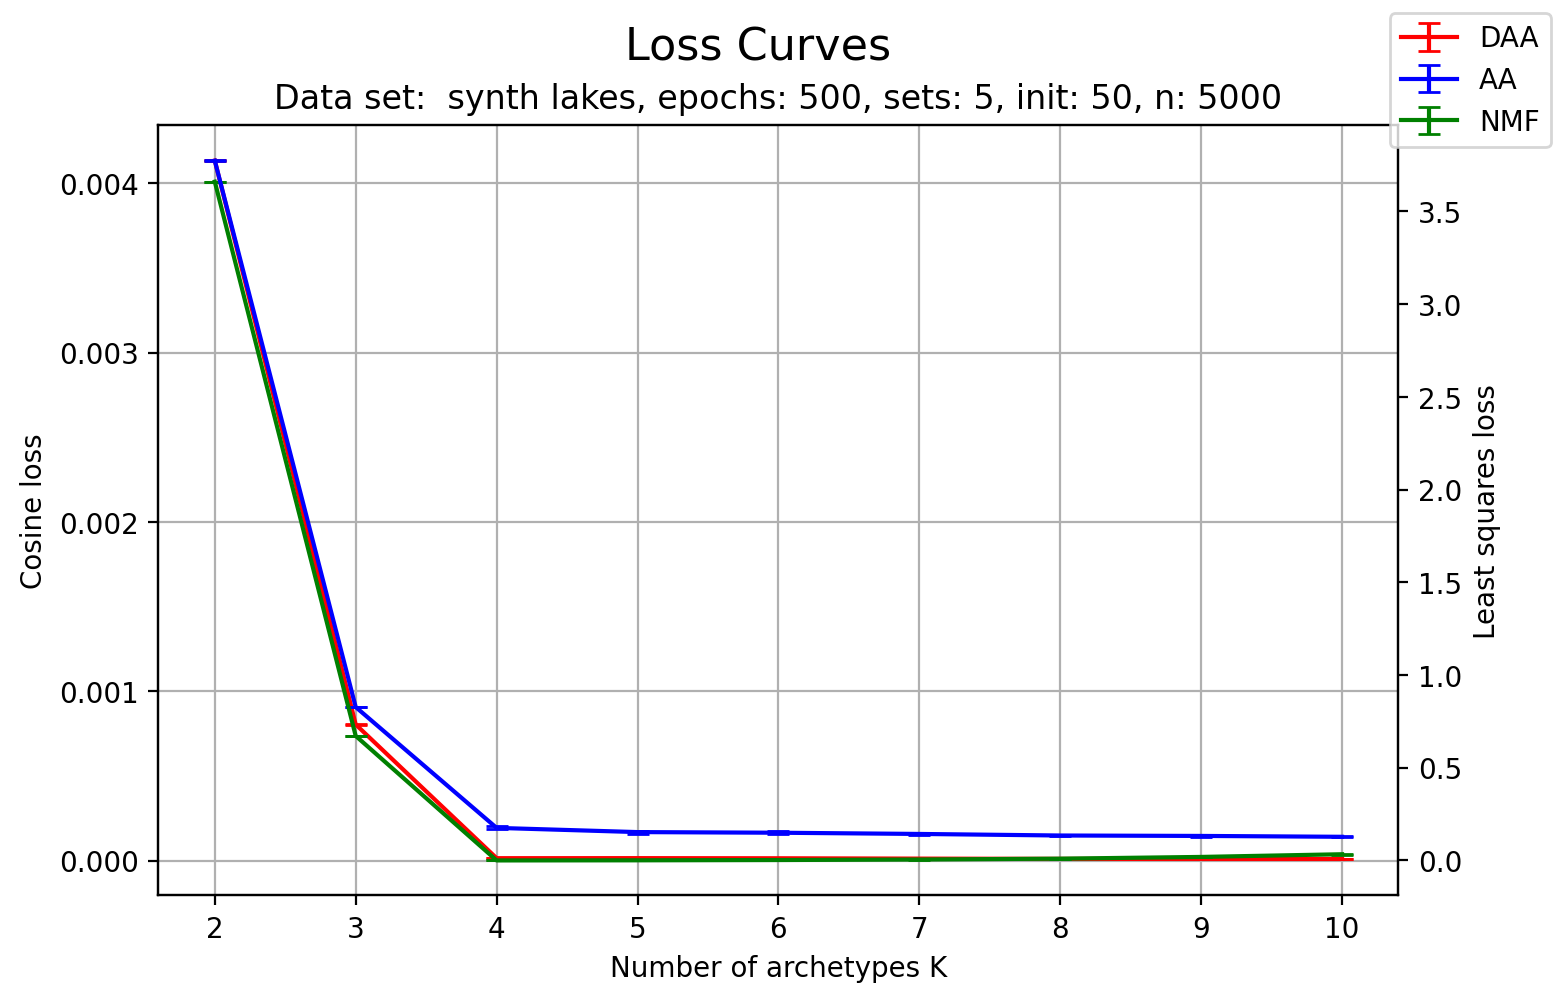 Loss Curves
Data set:  synth lakes, epochs: 500, sets: 5, init: 50, n: 5000
DAA
AA
NMF
Cosine loss
0.004
0.003
0.002
0.001
0.000
3.5
3.0
2.5
2.0
1.5
1.0
0.5
0.0
Least squares loss
2 3 4 5 6 7 8 9 10
Number of archetypes K